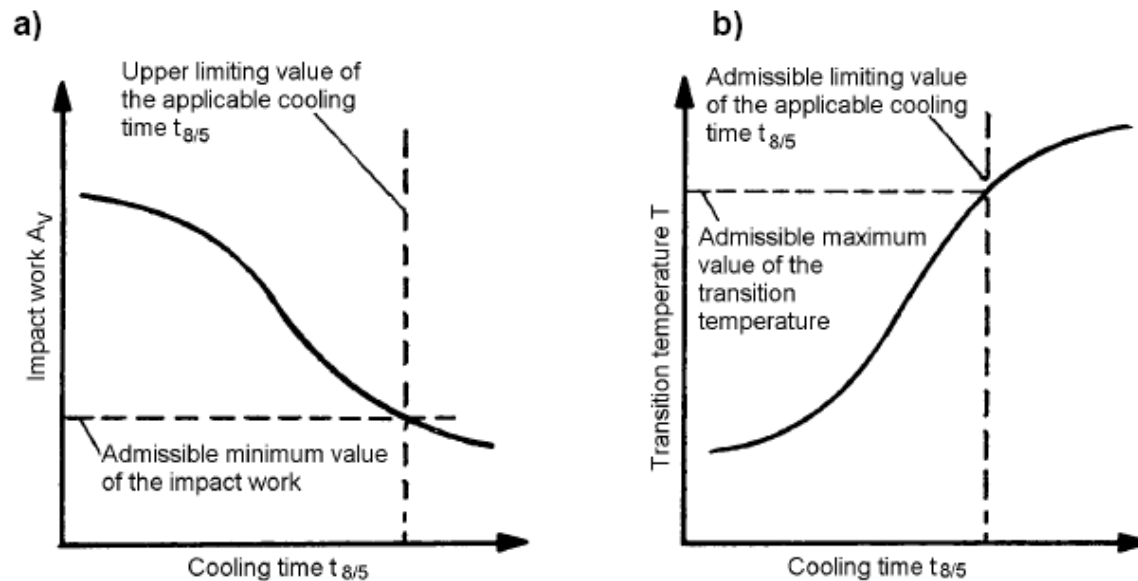 a)
Upper limiting value of
the applicable cooling
time t8/5
Impact work AV
Admissible minimum value
of the impact work
Cooling time t8/5
b)
Admissible limiting value
of the applicable cooling
time t8/5
Transition temperature T
Admissible maximum
value of the
transition
temperature
Cooling time t8/5